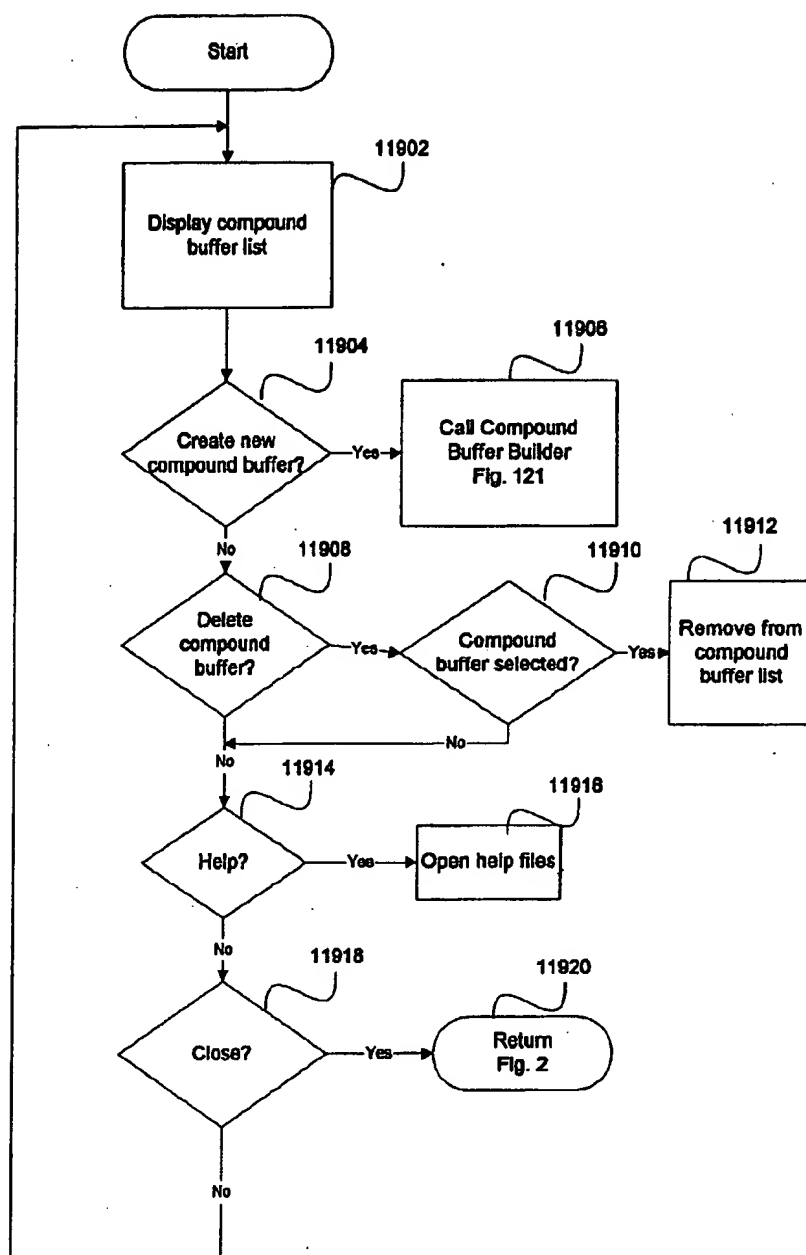 Start
11902
Display compound
buffer list
11904
Create new
compound buffer?
Yes
11906
Call Compound
Buffer Builder
Fig. 121
No
11908
Delete
compound
buffer?
Yes
11910
Compound
buffer selected?
Yes
11912
Remove from
compound
buffer list
No
No
11914
Help?
Yes
11916
Open help files
No
11918
Close?
Yes
11920
Return
Fig. 2
No